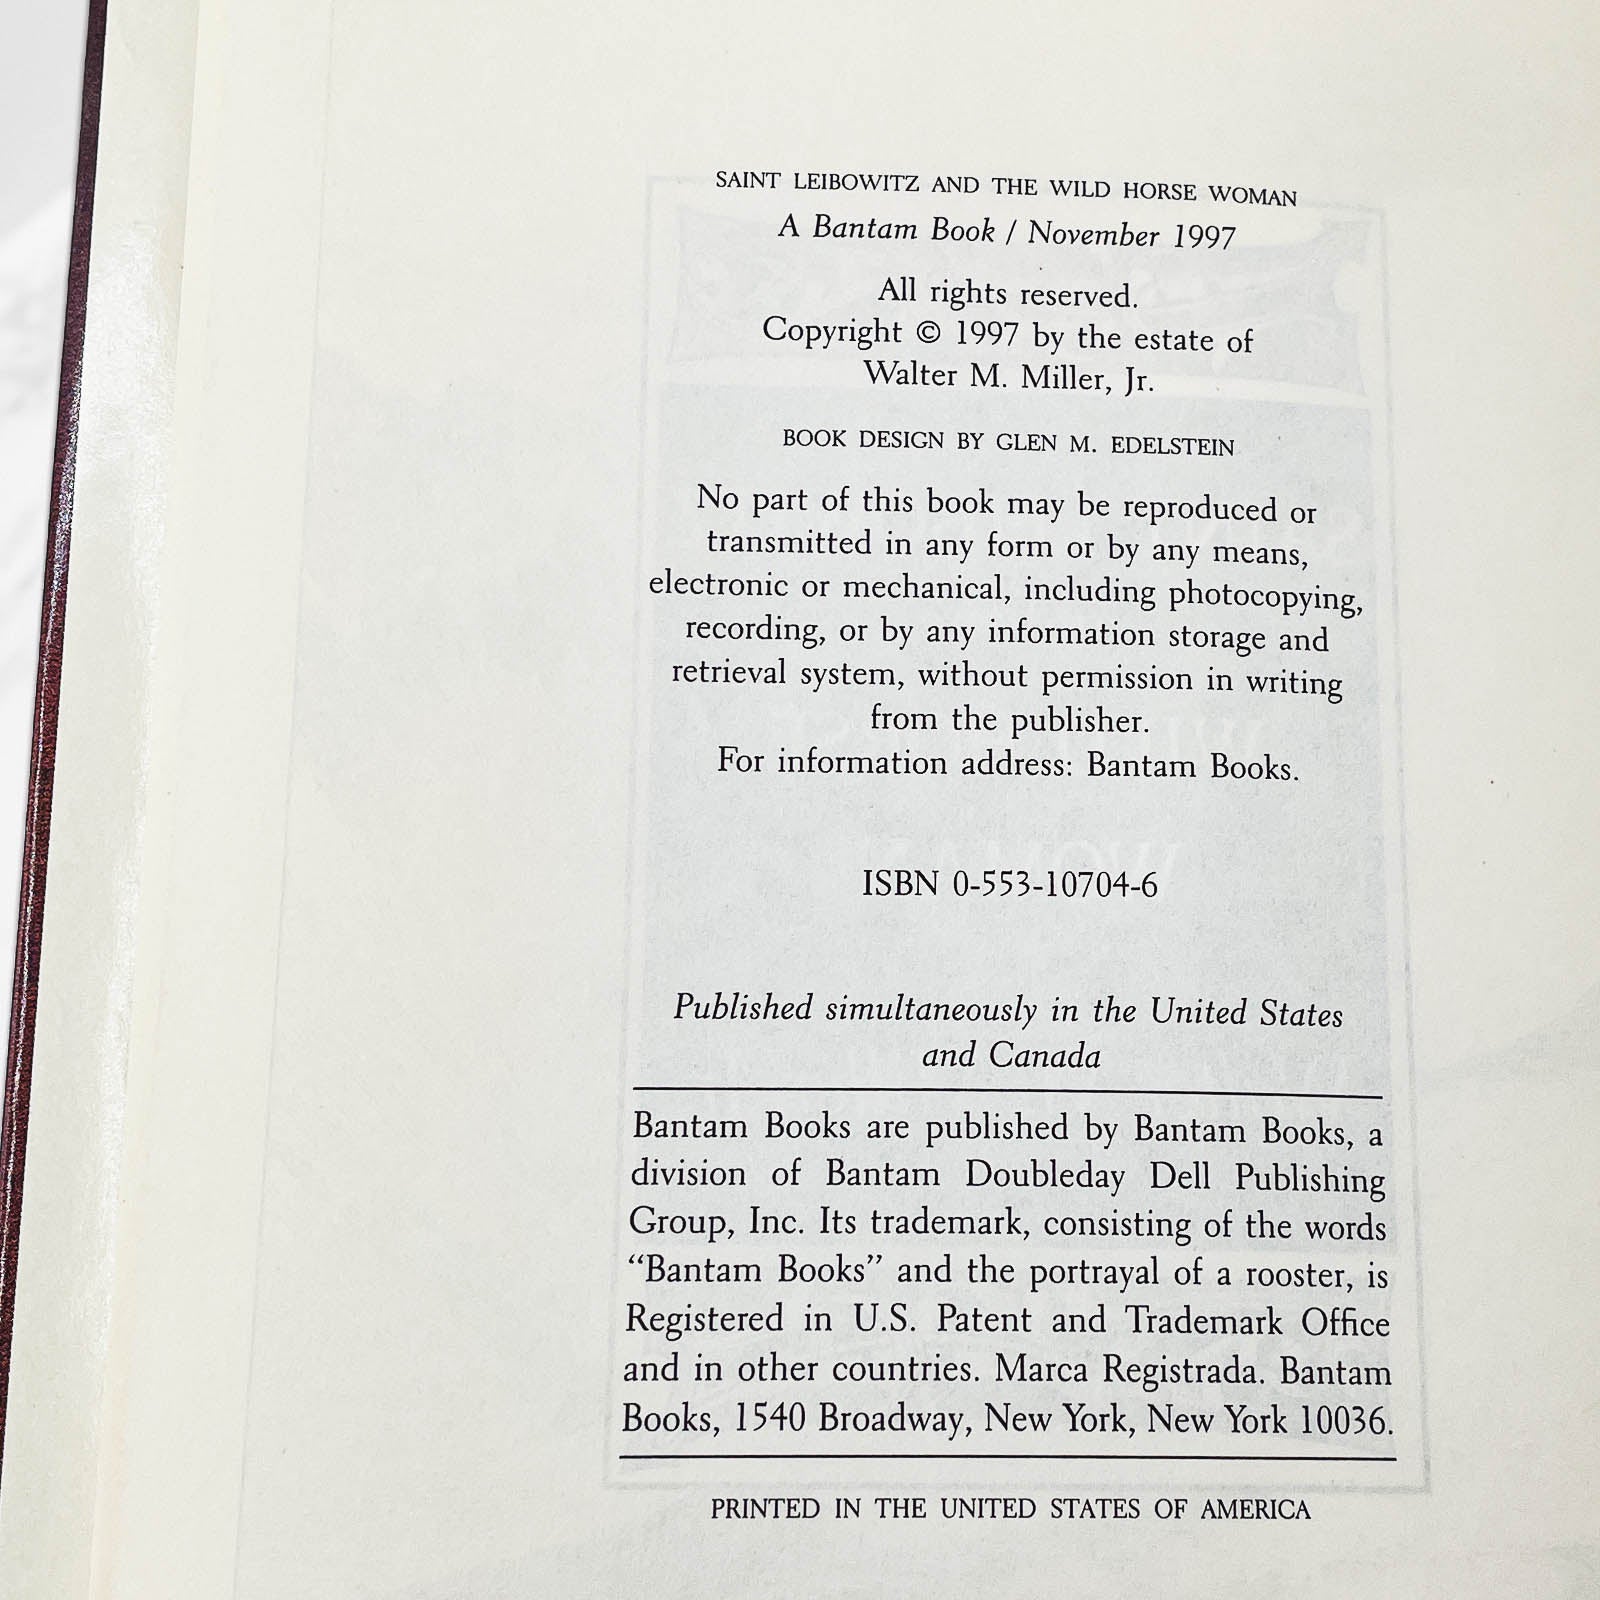 SAINT LEIBOWITZ AND THE WILD HORSE WOMAN
A Bantam Book / November 1997
All rights reserved.
Copyright © 1997 by the estate of
Walter M. Miller, Jr.
BOOK DESIGN BY GLEN M. EDELSTEIN
No part of this book may be reproduced or
transmitted in any form or by any means,
electronic or mechanical, including photocopying,
recording, or by any information storage and
retrieval system, without permission in writing
from the publisher.
For information address: Bantam Books.
ISBN 0-553-10704-6
Published simultaneously in the United States
and Canada
Bantam Books are published by Bantam Books, a
division of Bantam Doubleday Dell Publishing
Group, Inc. Its trademark, consisting of the words
“Bantam Books” and the portrayal of a rooster, is
Registered in U.S. Patent and Trademark Office
and in other countries. Marca Registrada. Bantam
Books, 1540 Broadway, New York, New York 10036.
PRINTED IN THE UNITED STATES OF AMERICA